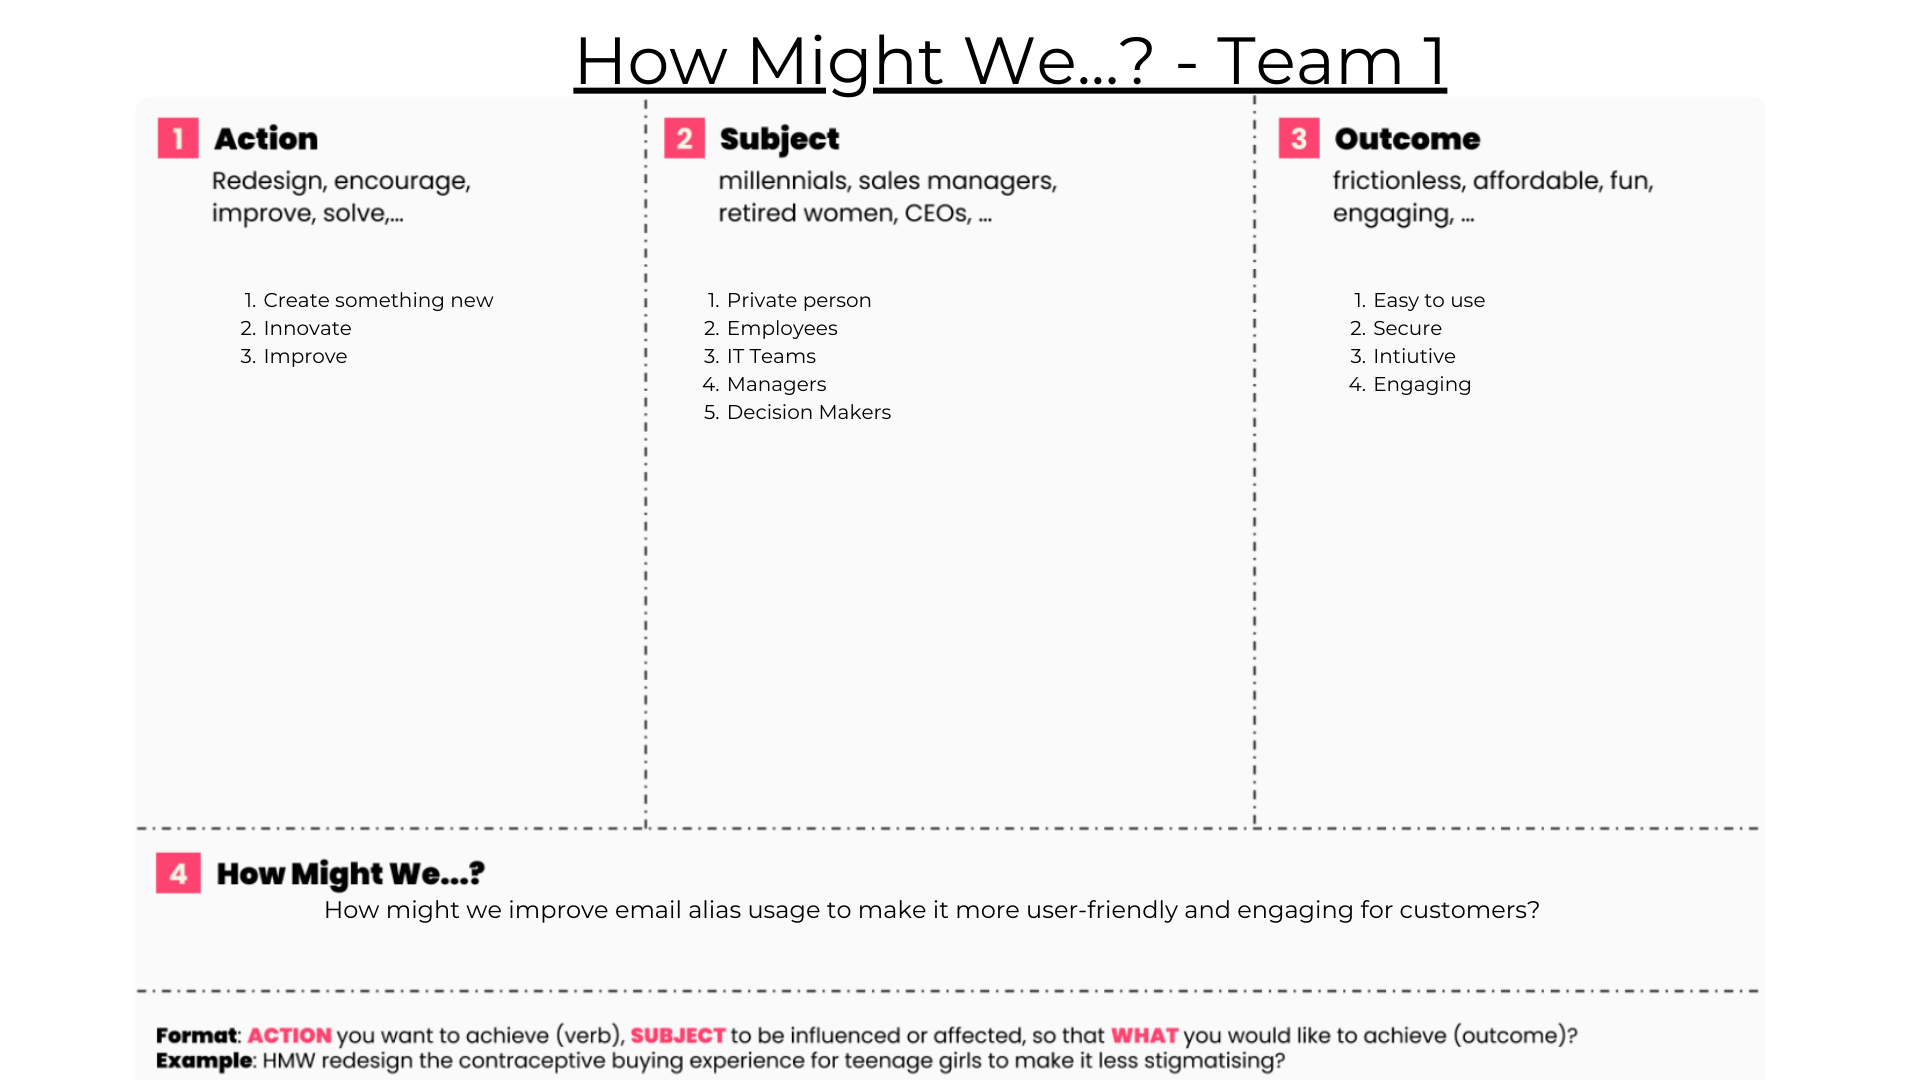 How Might We...? - Team 1
1 Action
Redesign, encourage,
improve, solve,...
1. Create something new
2. Innovate
3. Improve
2 Subject
millennials, sales managers,
retired women, CEOs, ...
1. Private person
2. Employees
3. IT Teams
4. Managers
5. Decision Makers
3 Outcome
frictionless, affordable, fun,
engaging, ...
1. Easy to use
2. Secure
3. Intiutive
4. Engaging
4 How Might We...?
How might we improve email alias usage to make it more user-friendly and engaging for customers?
Format: ACTION you want to achieve (verb), SUBJECT to be influenced or affected, so that WHAT you would like to achieve (outcome)?
Example: HMW redesign the contraceptive buying experience for teenage girls to make it less stigmatising?